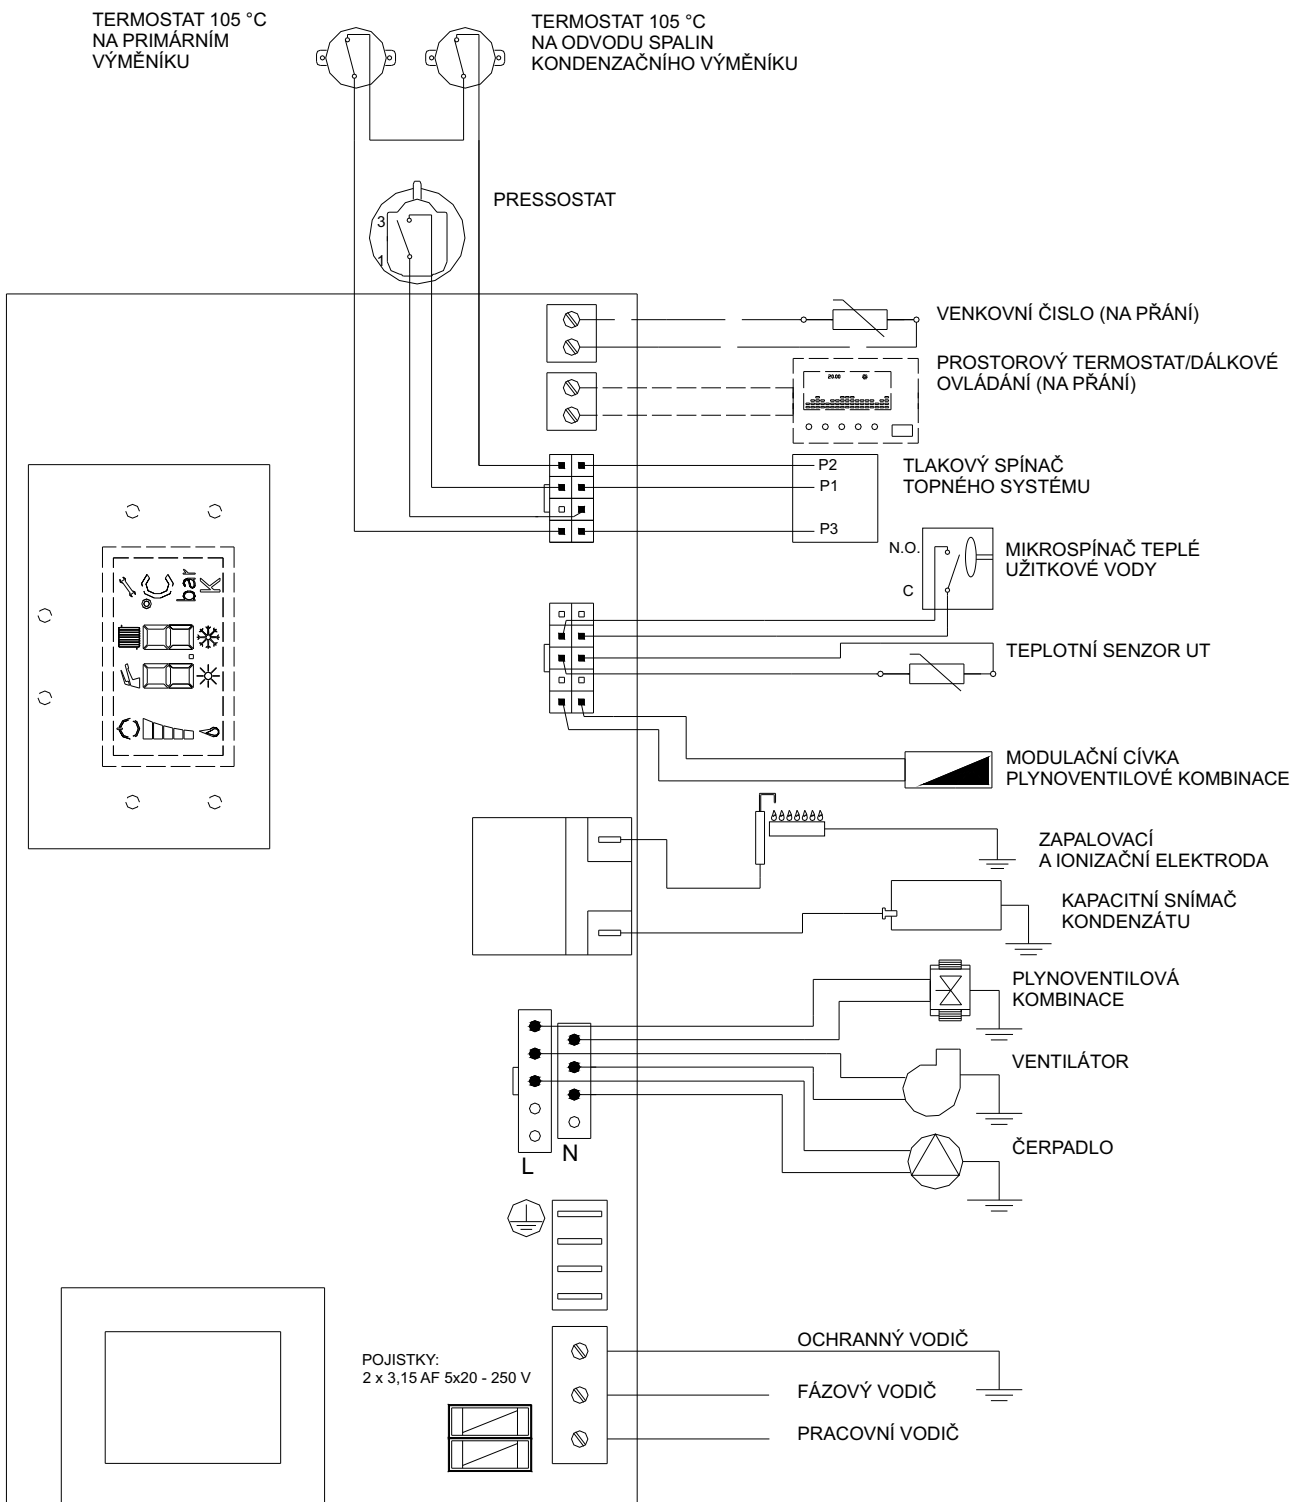 TERMOSTAT 105 °C
NA PRIMÁRNÍM
VÝMĚNÍKU
TERMOSTAT 105 °C
NA ODVODU SPALIN
KONDENZAČNÍHO VÝMĚNÍKU
PRESSOSTAT
3
1
VENKOVNÍ ČISLO (NA PŘÁNÍ)
PROSTOROVÝ TERMOSTAT/DÁLKOVÉ
OVLÁDÁNÍ (NA PŘÁNÍ)
20.00
P2
P1
P3
TLAKOVÝ SPÍNAČ
TOPNÉHO SYSTÉMU
N.O.
C
MIKROSPÍNAČ TEPLÉ
UŽITKOVÉ VODY
°C
bar
K
TEPLOTNÍ SENZOR UT
MODULAČNÍ CÍVKA
PLYNOVENTILOVÉ KOMBINACE
ZAPALOVACÍ
A IONIZAČNÍ ELEKTRODA
KAPACITNÍ SNÍMAČ
KONDENZÁTU
PLYNOVENTILOVÁ
KOMBINACE
VENTILÁTOR
ČERPADLO
L
N
POJISTKY:
2 x 3,15 AF 5x20 - 250 V
OCHRANNÝ VODIČ
FÁZOVÝ VODIČ
PRACOVNÍ VODIČ